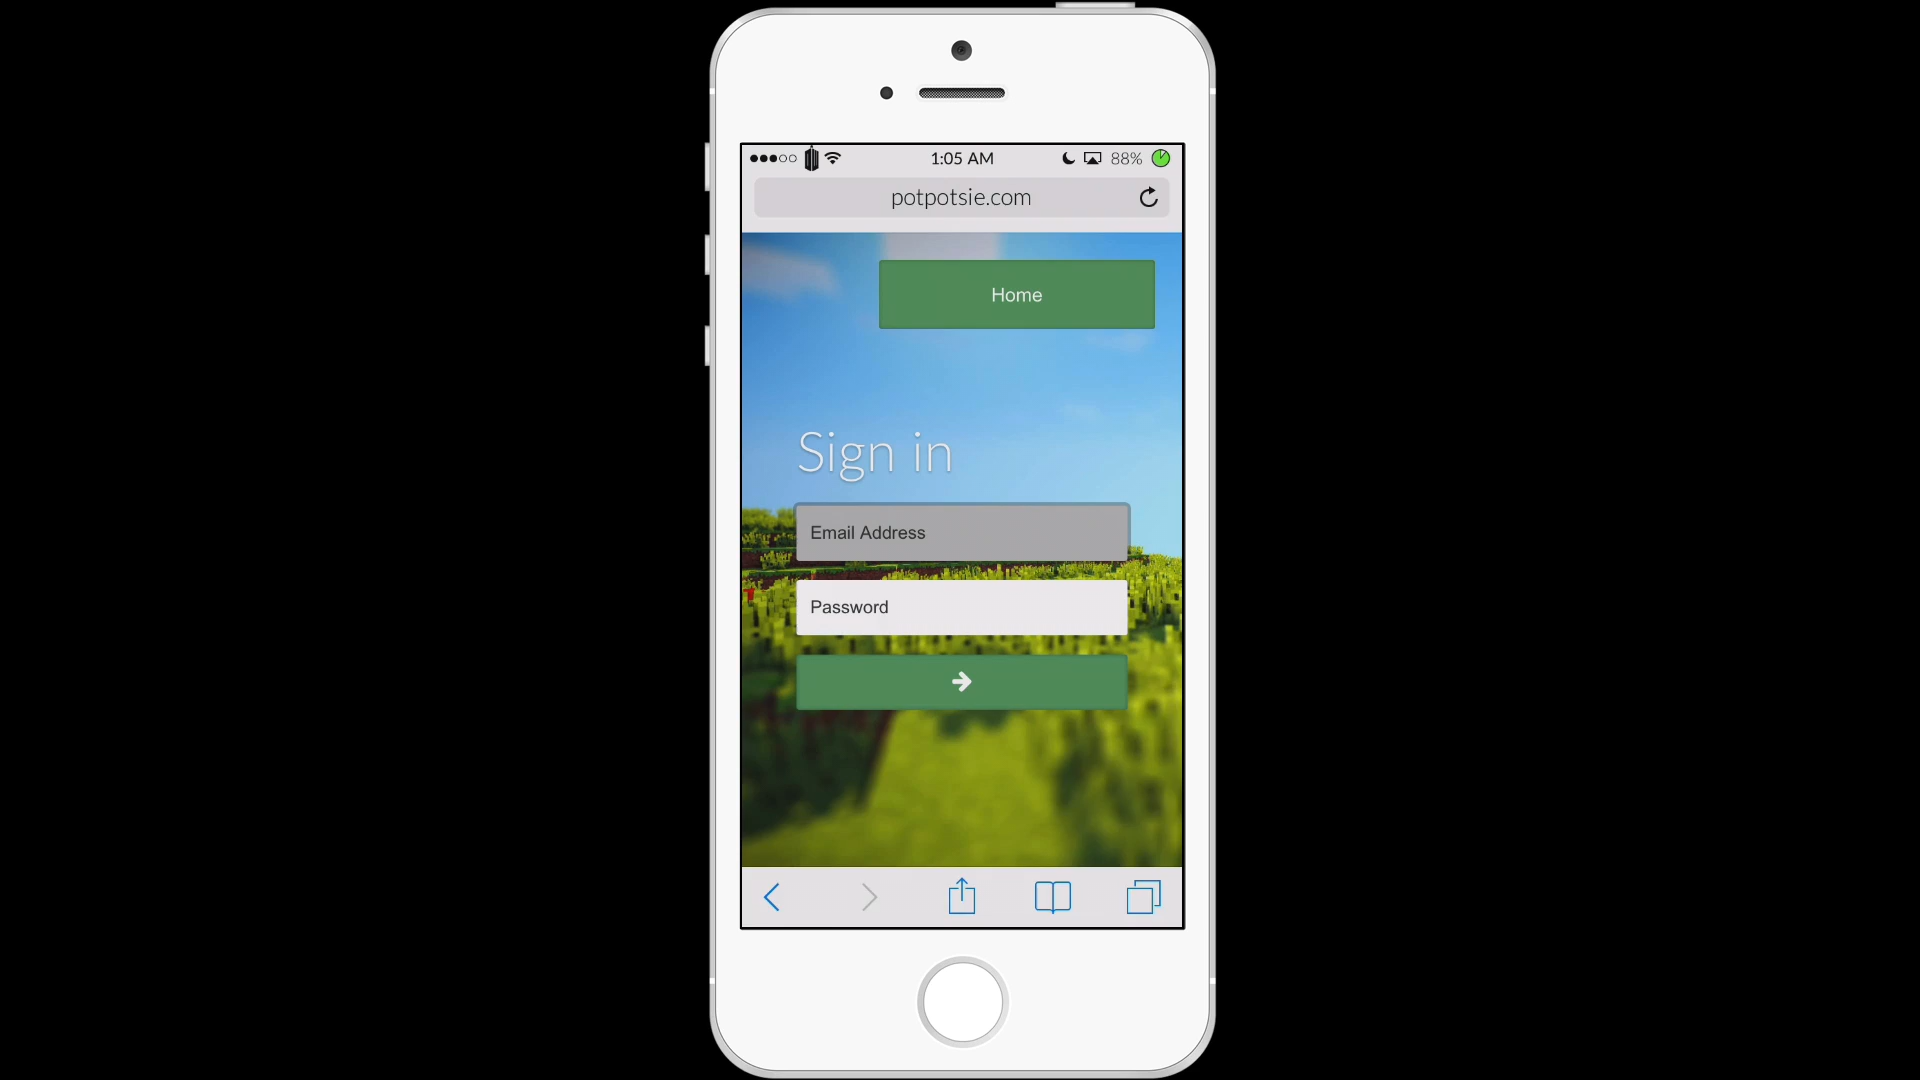 1:05 AM
88%
potpotsie.com
Home
Sign in
Email Address
Password